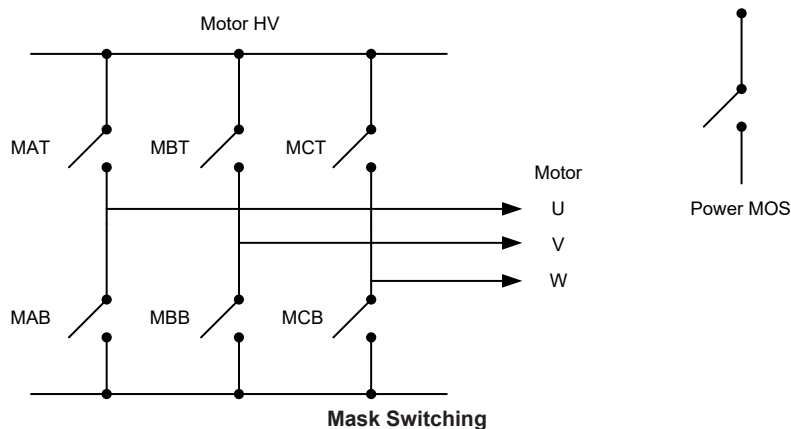 Motor HV
MAT
MBT
MCT
Motor
U
V
W
Power MOS
MAB
MBB
MCB
Mask Switching